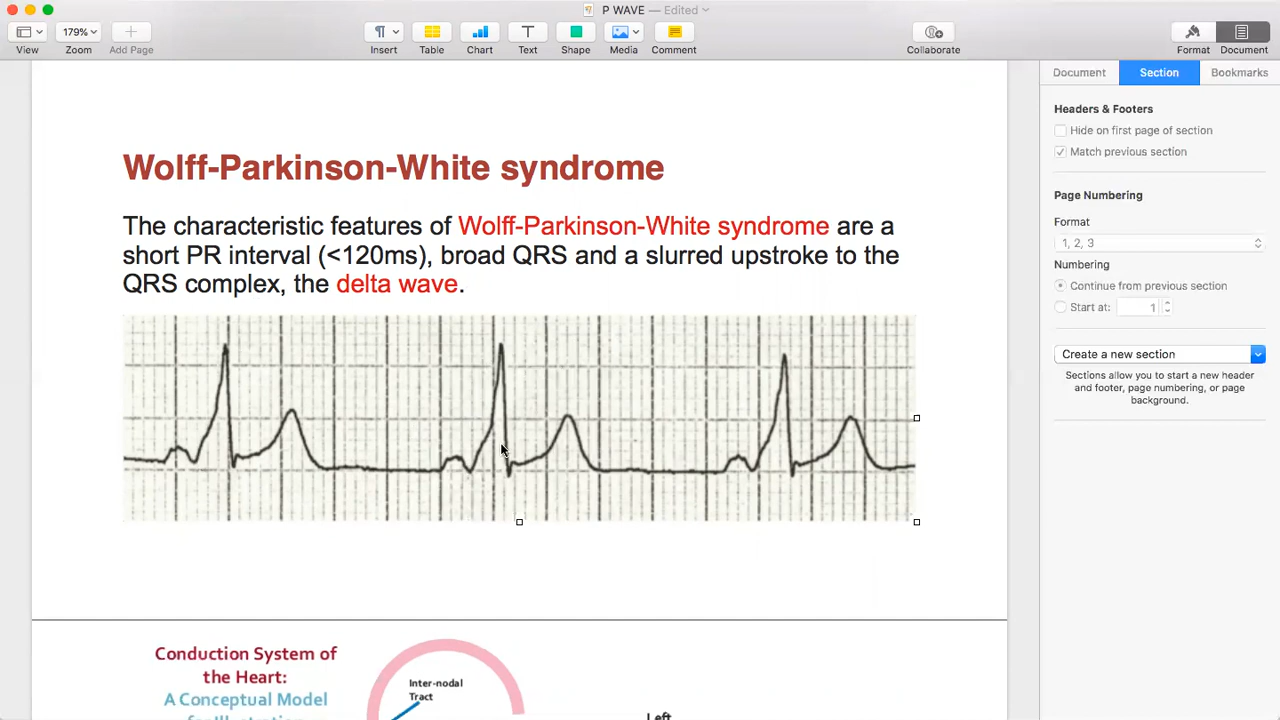 P WAVE — Edited
179%
View
Zoom
Add Page
Insert
Table
Chart
Text
Shape
Media
Comment
Collaborate
Format
Document
Document
Section
Bookmarks
Headers & Footers
Hide on first page of section
Match previous section
Page Numbering
Format
1, 2, 3
Numbering
Continue from previous section
Start at:
1
Create a new section
Sections allow you to start a new header
and footer, page numbering, or page
background.
Wolff-Parkinson-White syndrome
The characteristic features of Wolff-Parkinson-White syndrome are a
short PR interval (<120ms), broad QRS and a slurred upstroke to the
QRS complex, the delta wave.
Conduction System of
the Heart:
A Conceptual Model
for Illustration
Inter-nodal
Tract
Left